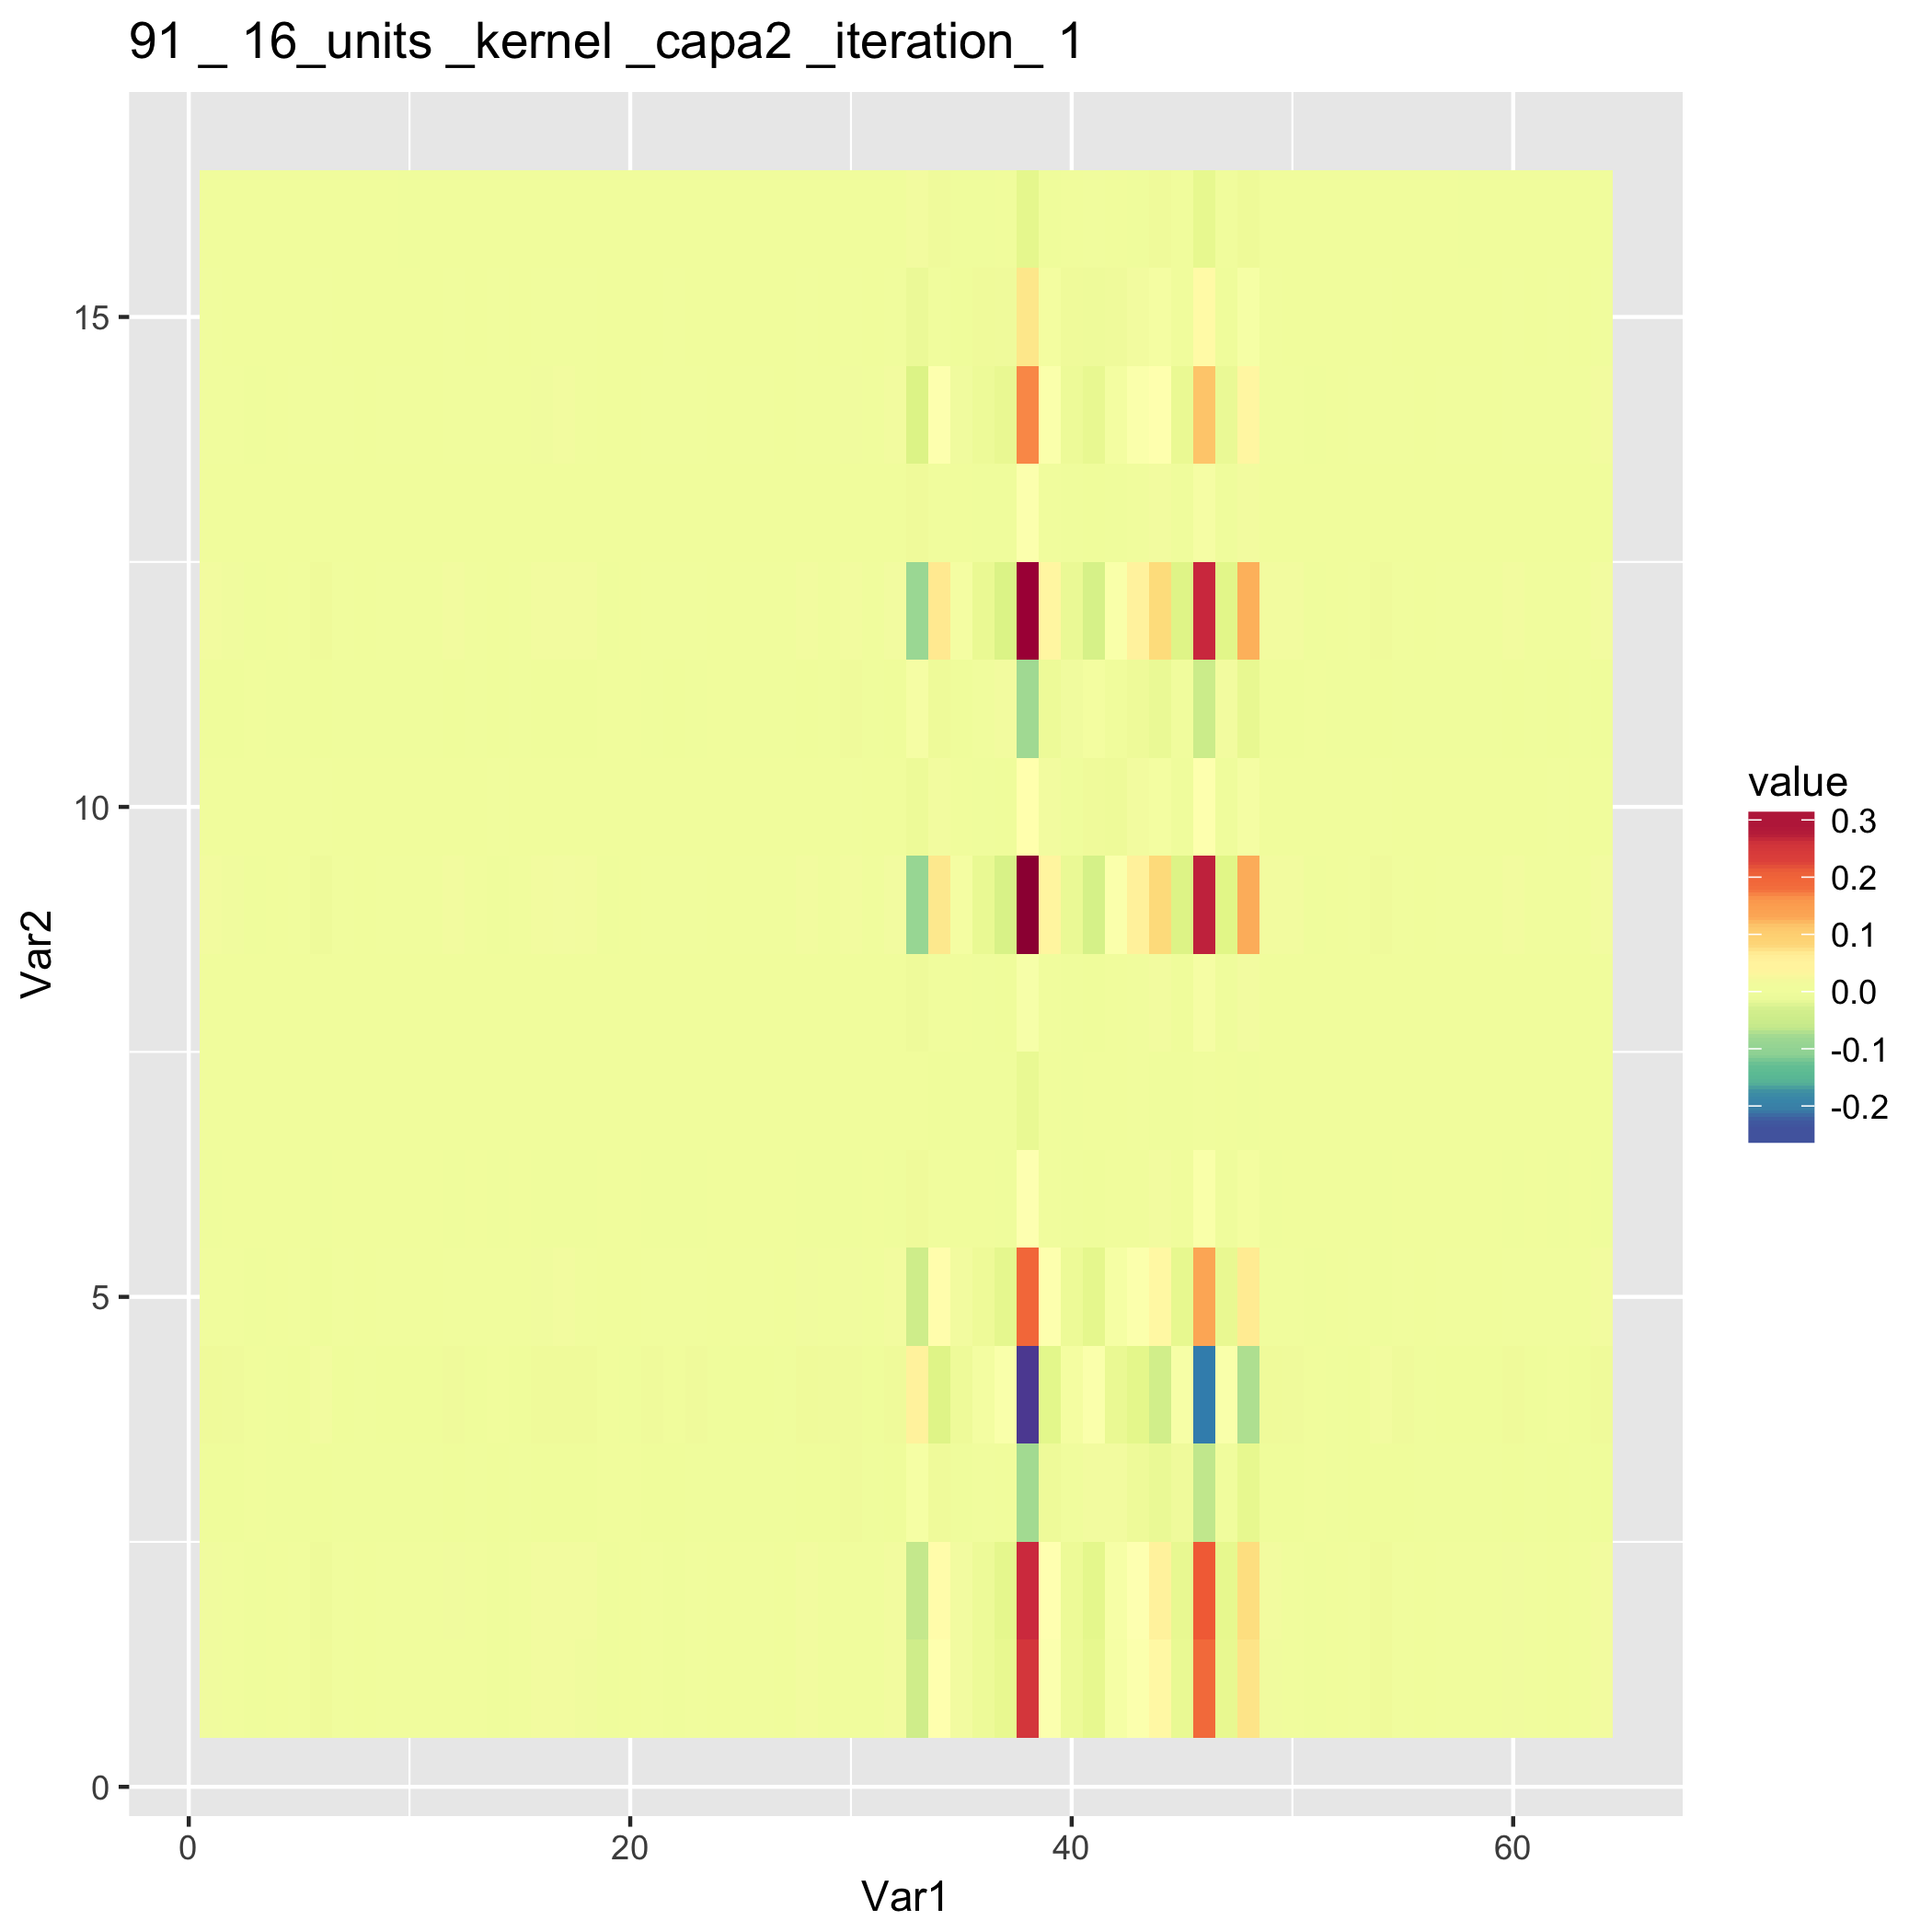 91 _ 16_units _kernel _capa2 _iteration_ 1
15
10
5
0
Var2
0 20 40 60
Var1
value
0.3
0.2
0.1
0.0
-0.1
-0.2